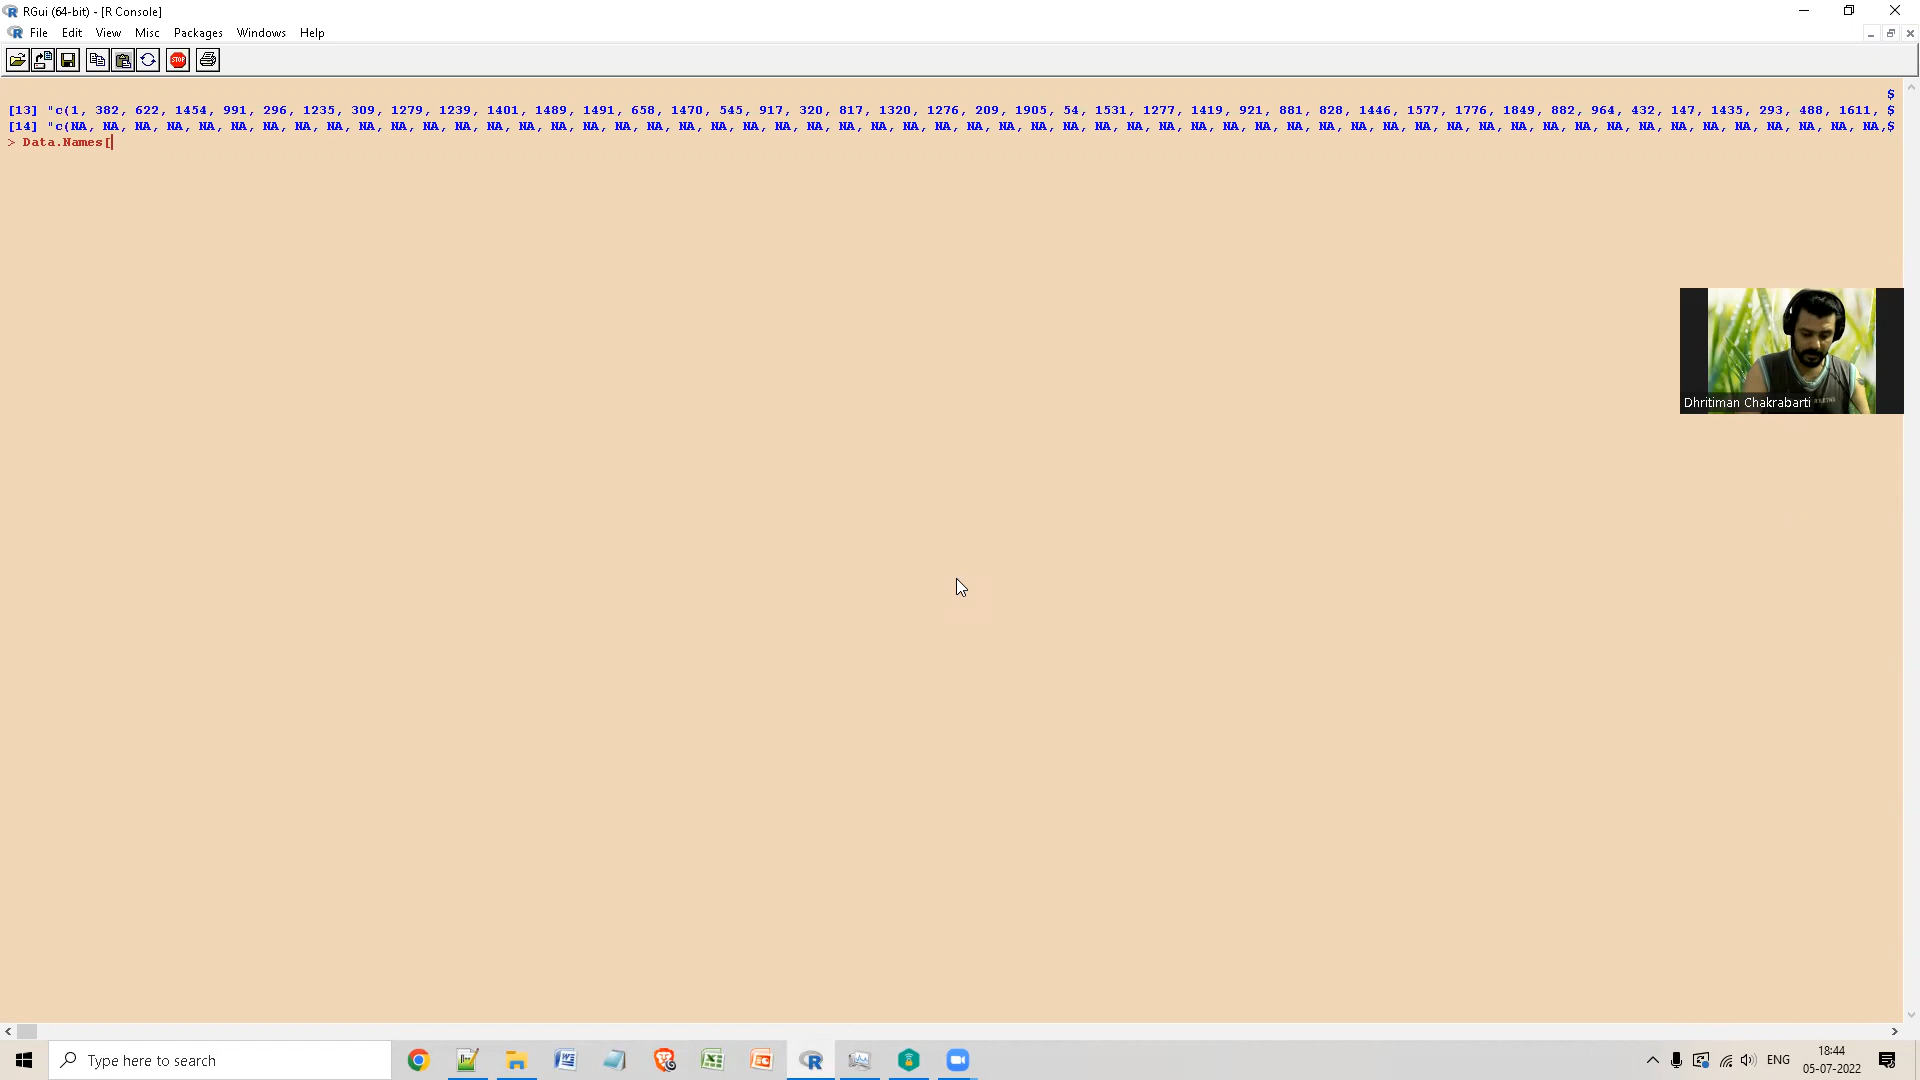 RGui (64-bit) - [R Console]
File Edit View Misc Packages Windows Help
STOP
$
[13] "c(1, 382, 622, 1454, 991, 296, 1235, 309, 1279, 1239, 1401, 1489, 1491, 658, 1470, 545, 917, 320, 817, 1320, 1276, 209, 1905, 54, 1531, 1277, 1419, 921, 881, 828, 1446, 1577, 1776, 1849, 882, 964, 432, 147, 1435, 293, 488, 1611, $
[14] "c(NA, NA, NA, NA, NA, NA, NA, NA, NA, NA, NA, NA, NA, NA, NA, NA, NA, NA, NA, NA, NA, NA, NA, NA, NA, NA, NA, NA, NA, NA, NA, NA, NA, NA, NA, NA, NA, NA, NA, NA, NA, NA, NA, NA, NA, NA, NA, NA, NA, NA, NA, NA, NA, NA, NA, NA, NA,$
> Data.Names[
Dhritiman Chakrabarti
Type here to search
ENG
18:44
05-07-2022